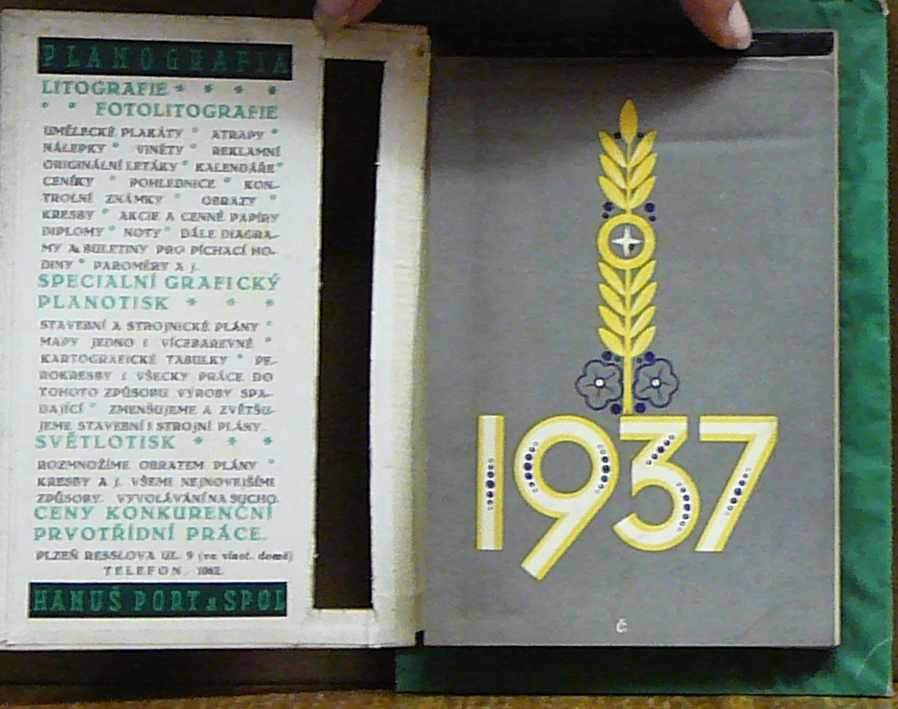 PLANOGRAFIA
LITOGRAFIE * * * *
* * FOTOLITOGRAFIE
UMĚLECKÉ PLAKÁTY * ATRAPY *
NÁLEPKY * VINĚTY * REKLAMNÍ
ORIGINÁLNÍ LETÁKY * KALENDÁŘE *
CENÍKY * POHLEDNICE * KON-
TROLNÍ ZNÁMKY * OBRAZY *
KRESBY * AKCIE A CENNÉ PAPÍRY
DIPLOMY * NOTY * DÁLE DIAGRA-
MY A BULETINY PRO PÍCHACÍ HO-
DINY * PAROMĚRY A J.
SPECIALNÍ GRAFICKÝ
PLANOTISK * * *
STAVEBNÍ A STROJNICKÉ PLÁNY *
MAPY JEDNO I VÍCEBAREVNÉ *
KARTOGRAFICKÉ TABULKY * PE-
ROKRESBY I VŠECKY PRÁCE DO
TOHOTO ZPŮSOBU VÝROBY SPA-
DAJÍCÍ * ZMENŠUJEME A ZVĚTŠU-
JEME STAVEBNÍ I STROJNÍ PLÁNY.
SVĚTLOTISK * * *
ROZMNOŽÍME OBRATEM PLÁNY *
KRESBY A J. VŠEMI NEJNOVĚJŠÍMI
ZPŮSOBY. VYVOLÁVÁNÍ NA SUCHO.
CENY KONKURENČNÍ
PRVOTŘÍDNÍ PRÁCE.
PLZEŇ RESSLOVA UL. 9 (ve vlast. domě)
TELEFON 1062.
HANUŠ PORT & SPOL
1937
Č.